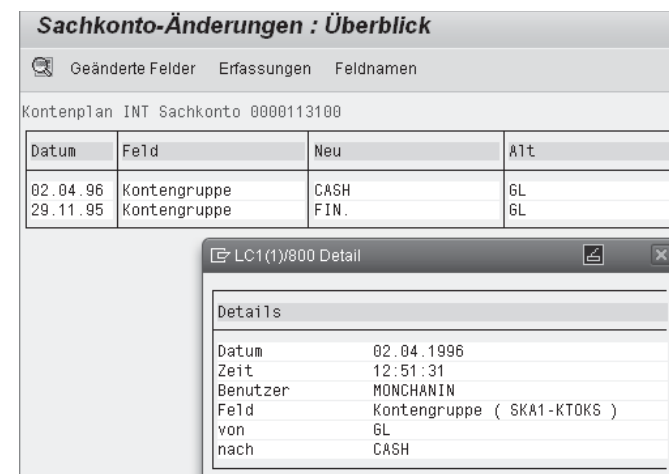 Sachkonto-Änderungen : Überblick
Geänderte Felder Erfassungen Feldnamen
Kontenplan INT Sachkonto 0000113100
Datum Feld Neu Alt
02.04.96 Kontengruppe CASH GL
29.11.95 Kontengruppe FIN. GL
LC1(1)/800 Detail
Details
Datum 02.04.1996
Zeit 12:51:31
Benutzer MONCHANIN
Feld Kontengruppe ( SKA1-KTOKS )
von GL
nach CASH